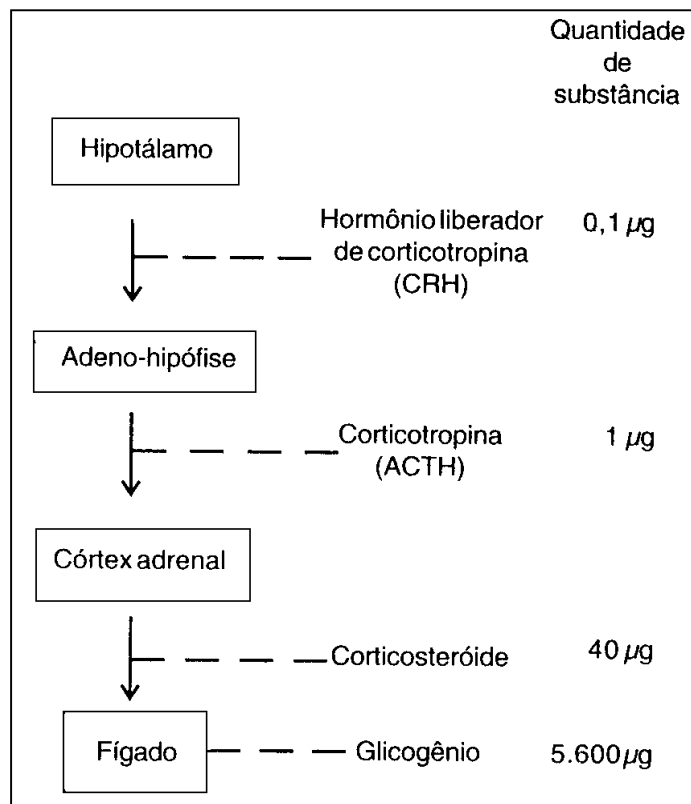 Quantidade
de
substância
Hipotálamo
Hormônio liberador
de corticotropina
(CRH)
0,1 µg
Adeno-hipófise
Corticotropina
(ACTH)
1 µg
Córtex adrenal
Corticosteróide
40 µg
Fígado
Glicogênio
5.600 µg